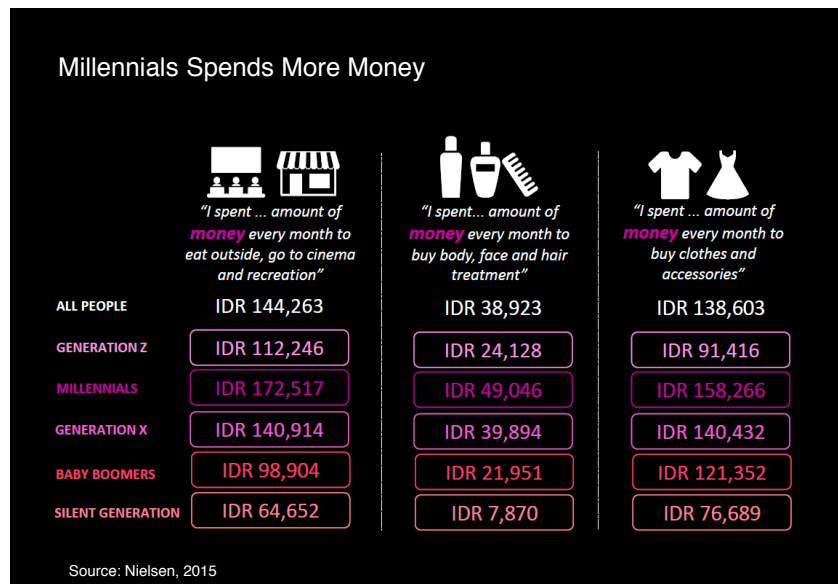 Millennials Spends More Money
“I spent ... amount of
money every month to
eat outside, go to cinema
and recreation”
“I spent... amount of
money every month to
buy body, face and hair
treatment”
“I spent ... amount of
money every month to
buy clothes and
accessories”
ALL PEOPLE IDR 144,263 IDR 38,923 IDR 138,603
GENERATION Z IDR 112,246 IDR 24,128 IDR 91,416
MILLENNIALS IDR 172,517 IDR 49,046 IDR 158,266
GENERATION X IDR 140,914 IDR 39,894 IDR 140,432
BABY BOOMERS IDR 98,904 IDR 21,951 IDR 121,352
SILENT GENERATION IDR 64,652 IDR 7,870 IDR 76,689
Source: Nielsen, 2015